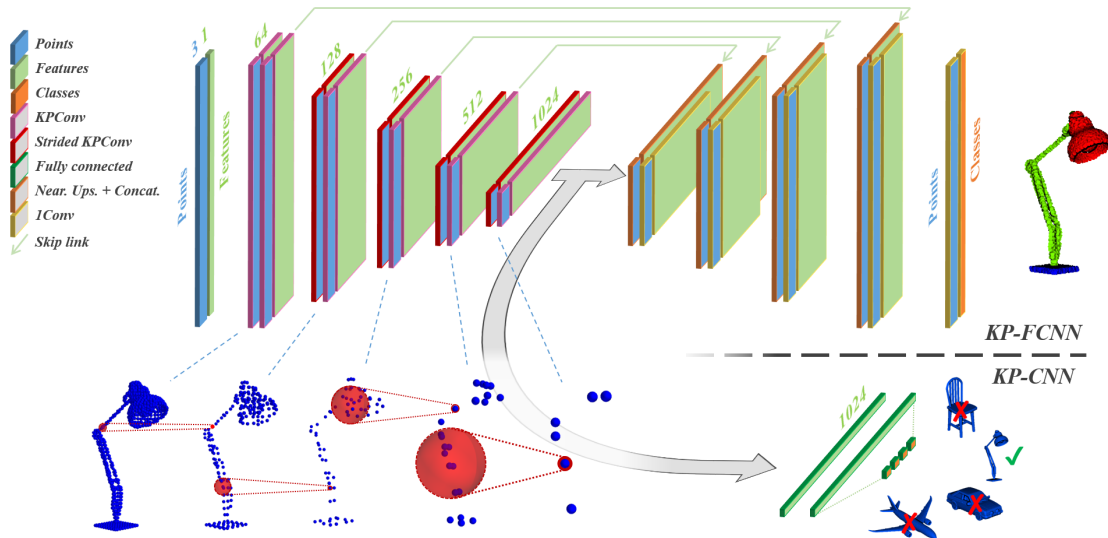 Points
Features
Classes
KPConv
Strided KPConv
Fully connected
Near. Ups. + Concat.
1Conv
Skip link
3 1
64
128
256
512
1024
Points
Features
Points
Classes
KP-FCNN
KP-CNN
1024